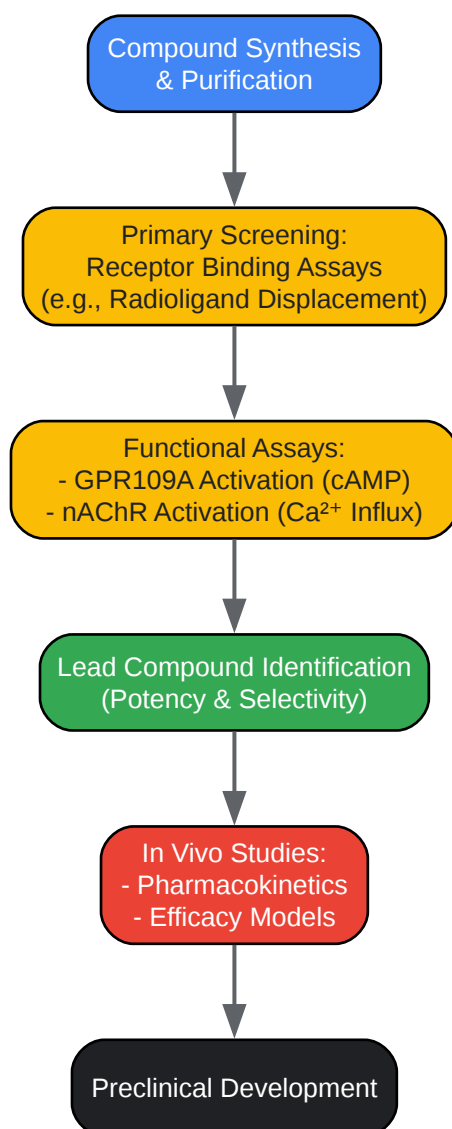 Compound Synthesis
& Purification
Primary Screening:
Receptor Binding Assays
(e.g., Radioligand Displacement)
Functional Assays:
- GPR109A Activation (cAMP)
- nAChR Activation (Ca²⁺ Influx)
Lead Compound Identification
(Potency & Selectivity)
In Vivo Studies:
- Pharmacokinetics
- Efficacy Models
Preclinical Development